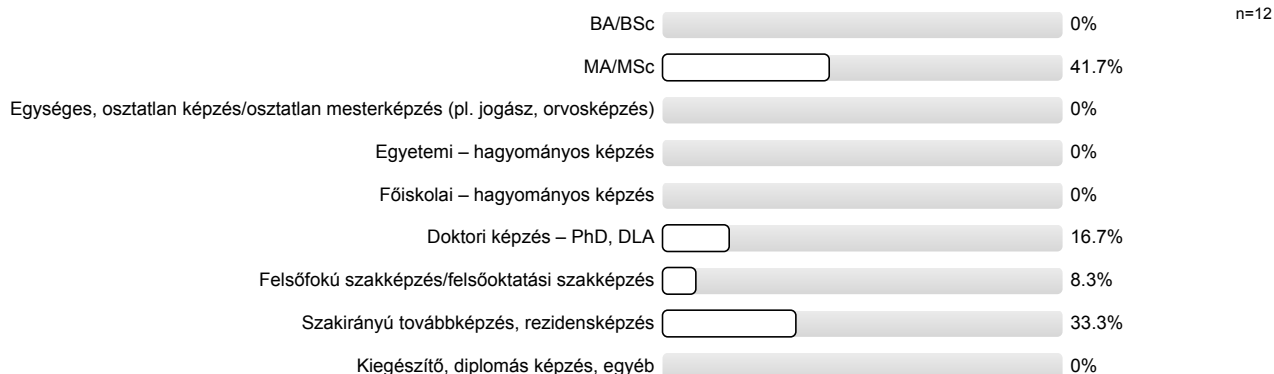 BA/BSc 0% n=12
MA/MSc 41.7%
Egységes, osztatlan képzés/osztatlan mesterképzés (pl. jogász, orvosképzés) 0%
Egyetemi – hagyományos képzés 0%
Főiskolai – hagyományos képzés 0%
Doktori képzés – PhD, DLA 16.7%
Felsőfokú szakképzés/felsőoktatási szakképzés 8.3%
Szakirányú továbbképzés, rezidensképzés 33.3%
Kiegészítő, diplomás képzés, egyéb 0%